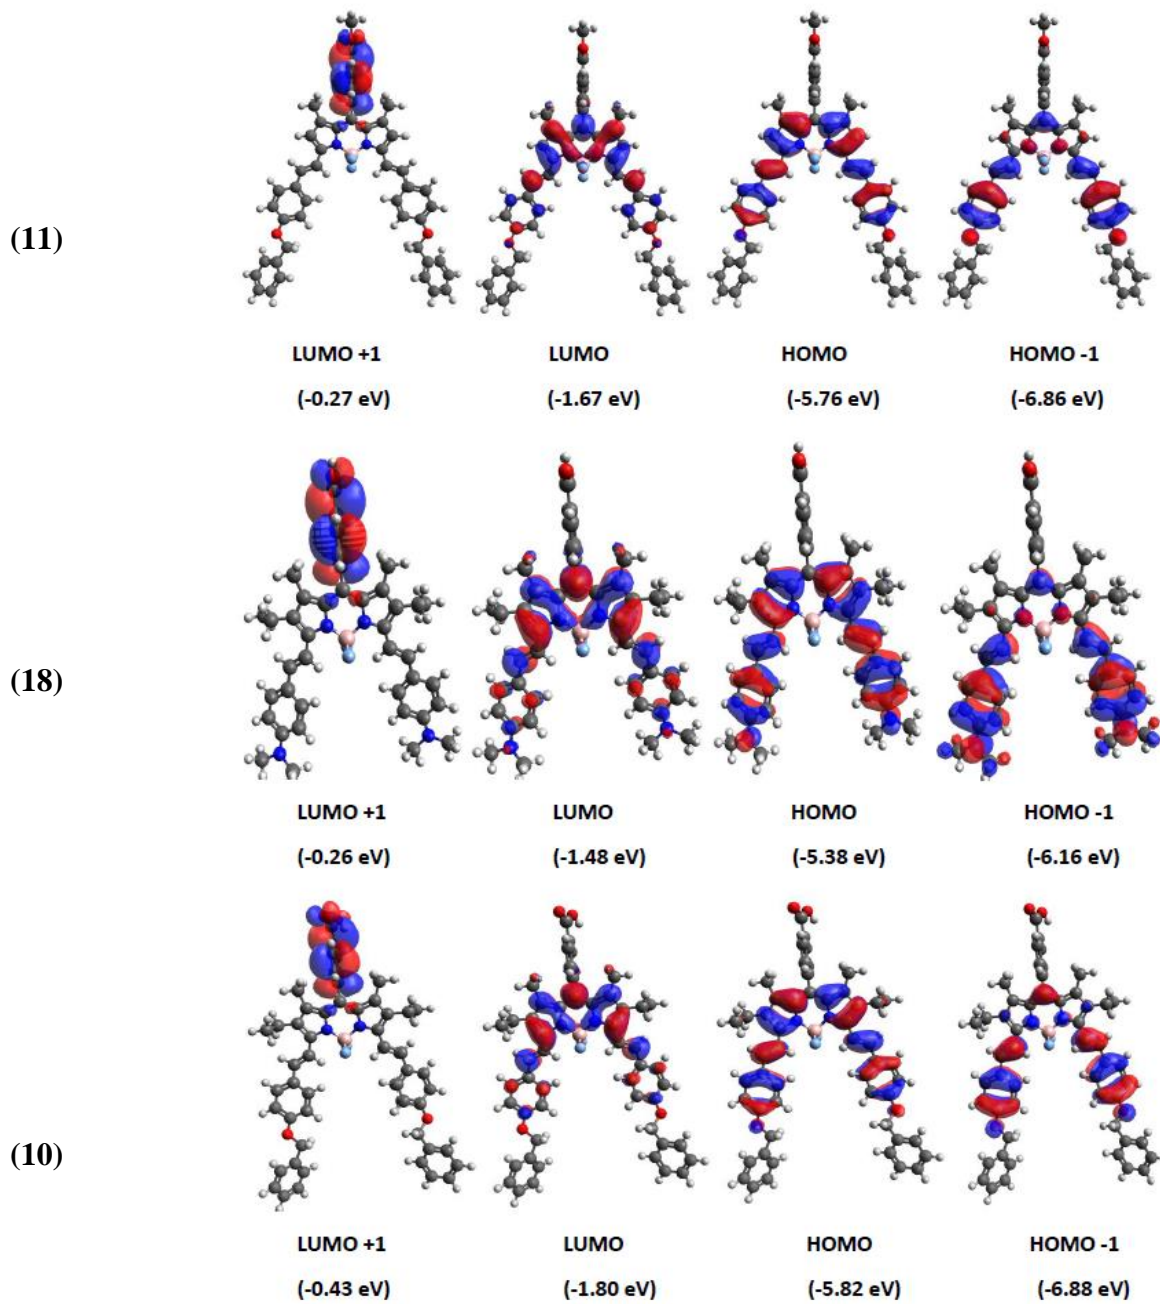 (11)
LUMO +1 LUMO HOMO HOMO -1
(-0.27 eV) (-1.67 eV) (-5.76 eV) (-6.86 eV)
(18)
LUMO +1 LUMO HOMO HOMO -1
(-0.26 eV) (-1.48 eV) (-5.38 eV) (-6.16 eV)
(10)
LUMO +1 LUMO HOMO HOMO -1
(-0.43 eV) (-1.80 eV) (-5.82 eV) (-6.88 eV)